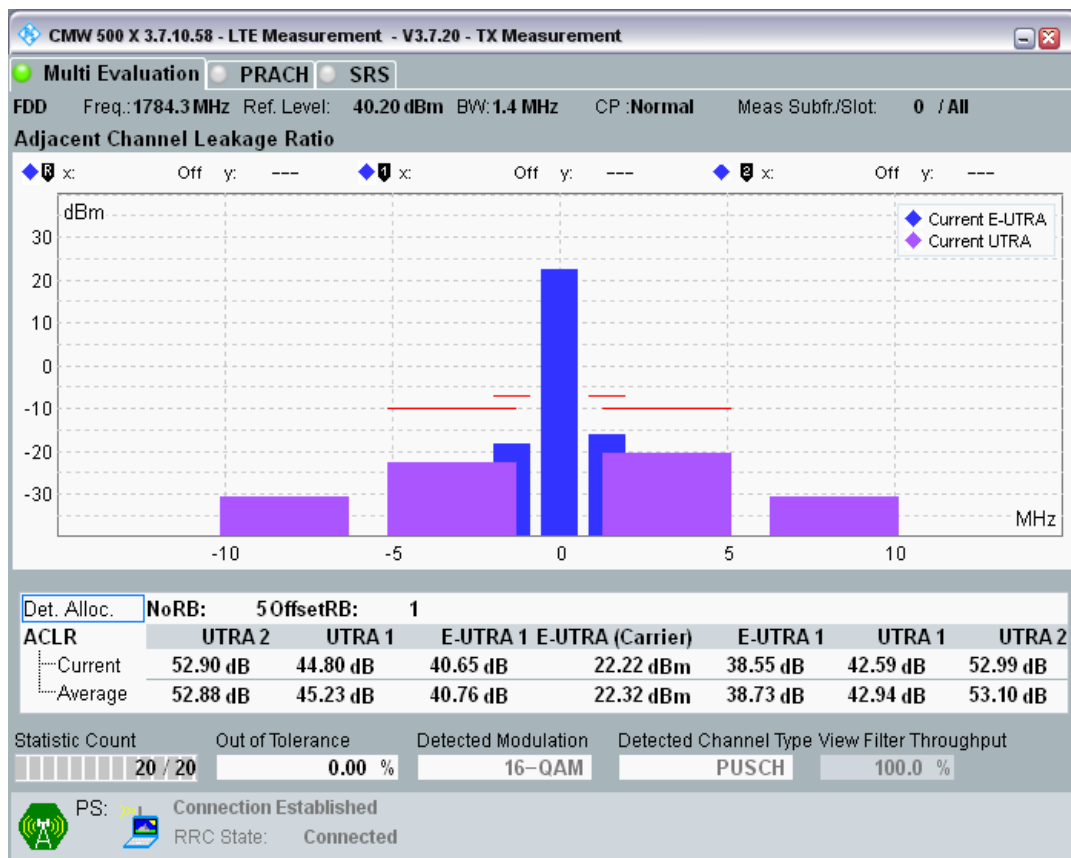 CMW 500 X 3.7.10.58 - LTE Measurement - V3.7.20 - TX Measurement
Multi Evaluation PRACH SRS
FDD Freq.:1784.3 MHz Ref. Level: 40.20 dBm BW:1.4 MHz CP :Normal Meas Subfr./Slot: 0 / All
Adjacent Channel Leakage Ratio
R x: Off y: --- 1 x: Off y: --- 2 x: Off y: ---
dBm
Current E-UTRA
Current UTRA
30
20
10
0
-10
-20
-30
MHz
-10 -5 0 5 10
Det. Alloc. NoRB: 5 OffsetRB: 1
ACLR UTRA 2 UTRA 1 E-UTRA 1 E-UTRA (Carrier) E-UTRA 1 UTRA 1 UTRA 2
Current 52.90 dB 44.80 dB 40.65 dB 22.22 dBm 38.55 dB 42.59 dB 52.99 dB
Average 52.88 dB 45.23 dB 40.76 dB 22.32 dBm 38.73 dB 42.94 dB 53.10 dB
Statistic Count Out of Tolerance Detected Modulation Detected Channel Type View Filter Throughput
20 / 20 0.00 % 16-QAM PUSCH 100.0 %
PS: Connection Established
RRC State: Connected